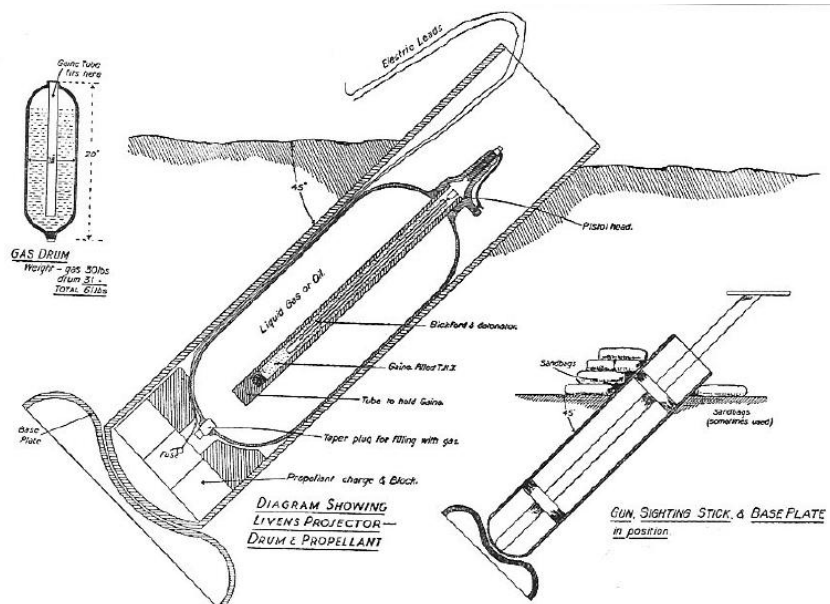 Electric Leads
Gaine Tube
fits here
20"
45°
Pistol head.
GAS DRUM
Weight - gas 30lbs
drum 31 "
TOTAL 61lbs
Liquid Gas or Oil.
Bickford & detonator.
Gaine. Filled T.N.T.
Tube to hold Gaine.
Taper plug for filling with gas.
Fuse
Propellant charge & Block.
Base
Plate
DIAGRAM SHOWING
LIVENS PROJECTOR—
DRUM & PROPELLANT
Sandbags
Sandbags
(sometimes used)
45°
GUN, SIGHTING STICK, & BASE PLATE
in position